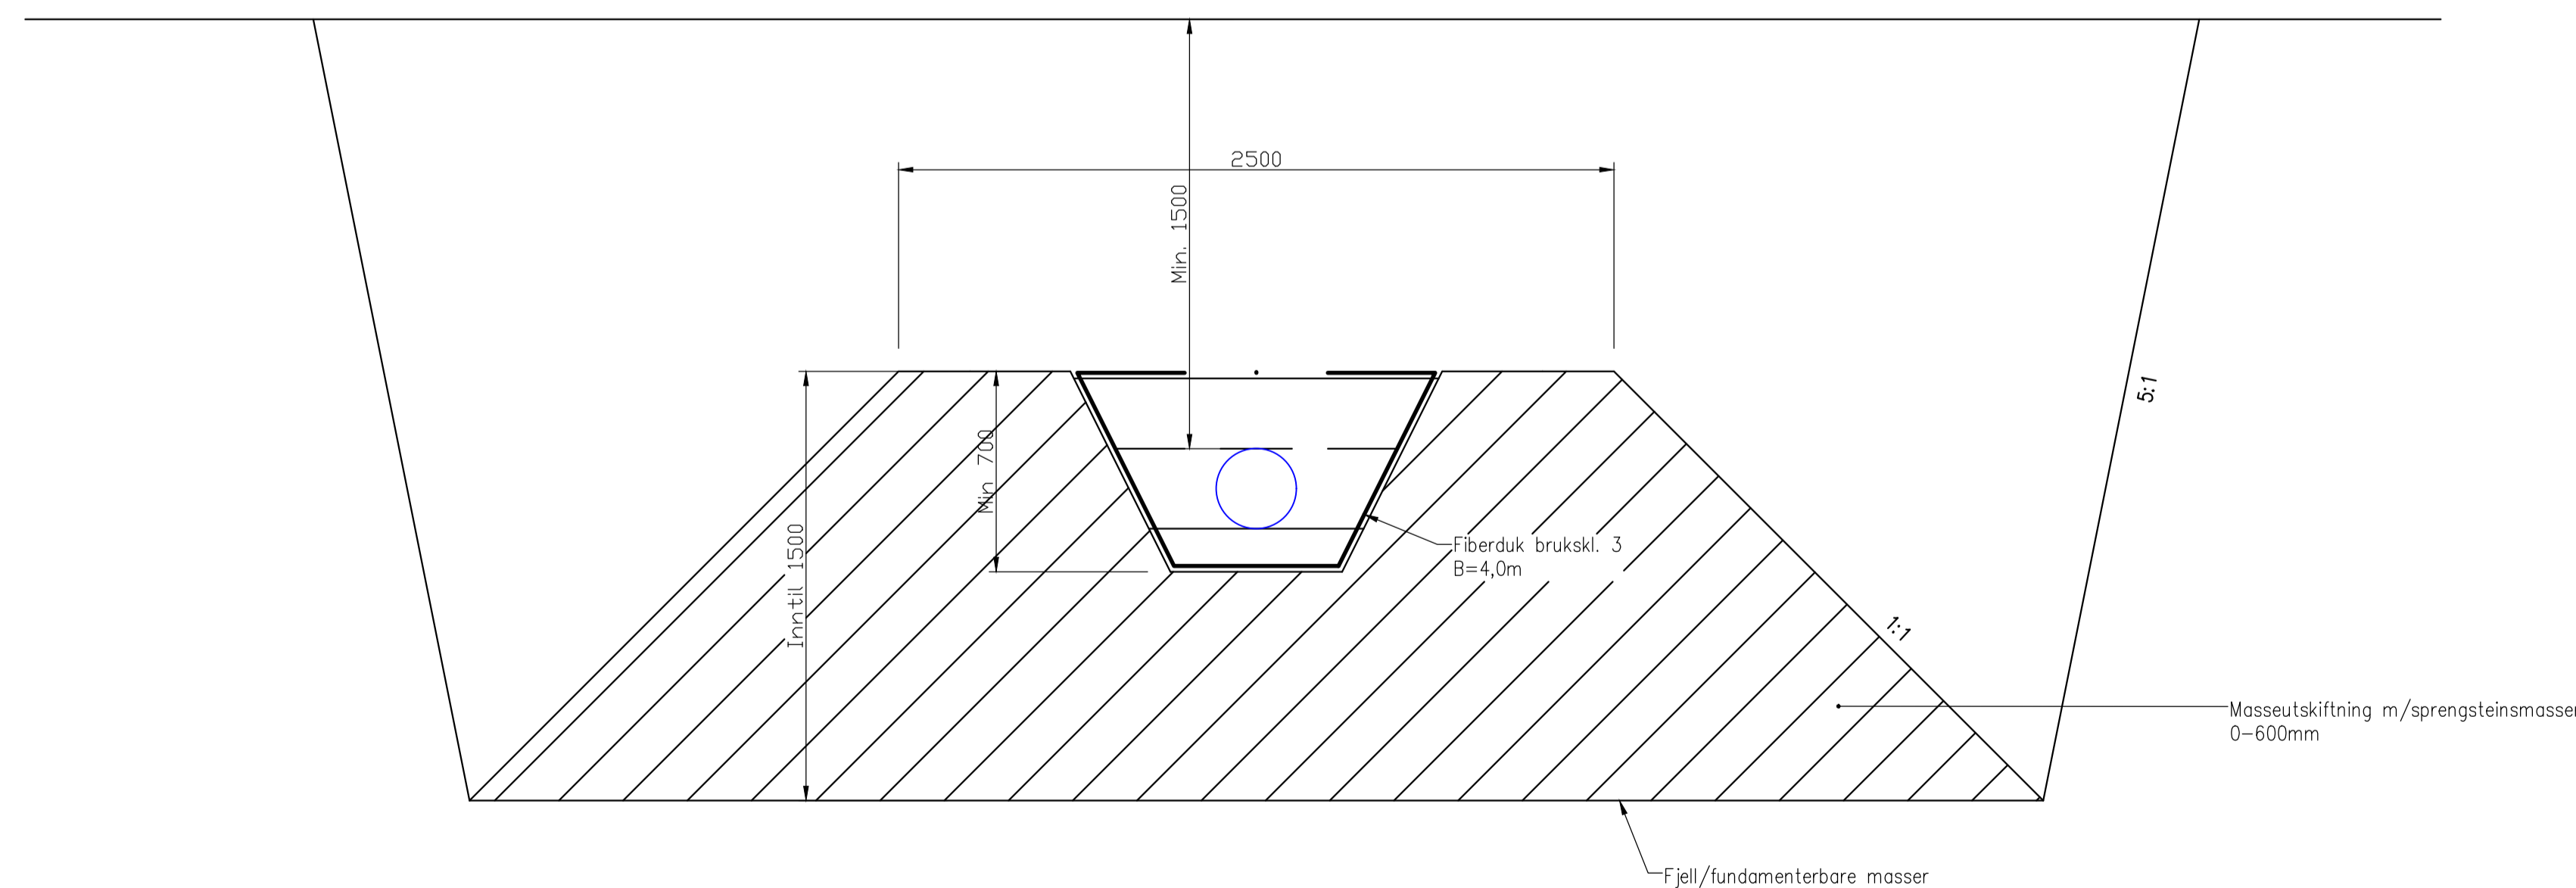 2500
Min. 1500
5:1
Min 700
Inntil 1500
Fiberduk brukskl. 3
B=4,0m
1:1
Masseutskiftning m/sprengsteinsmasser
0-600mm
Fjell/fundamenterbare masser